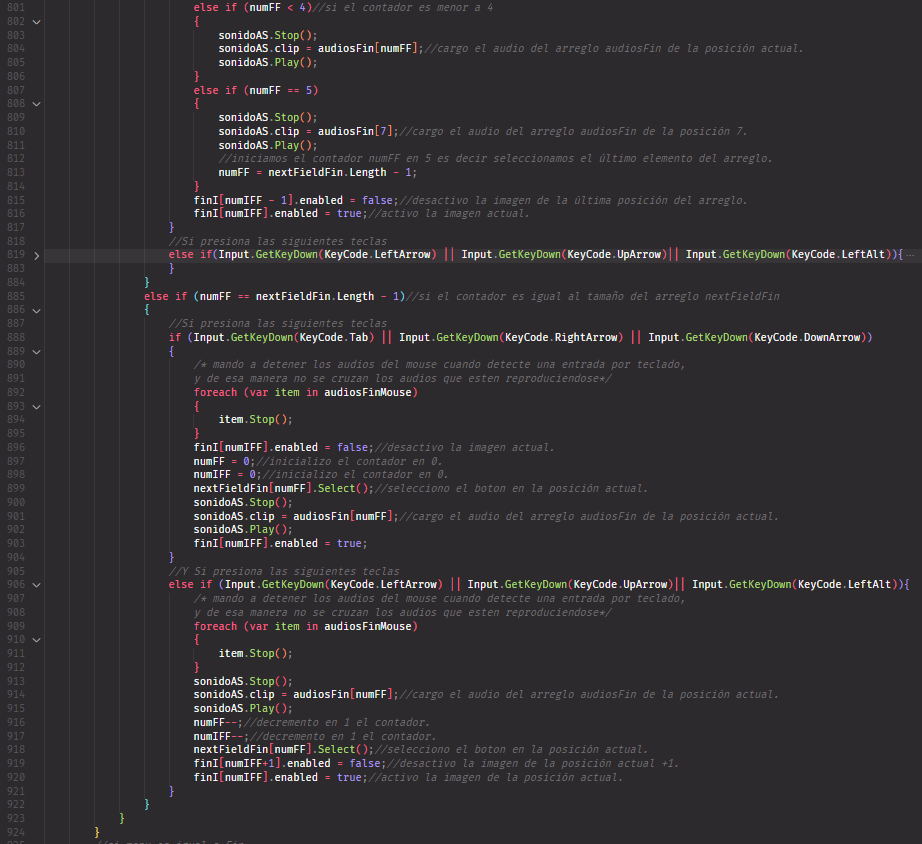 801 else if (numFF < 4)//si el contador es menor a 4
802 {
803 sonidoAS.Stop();
804 sonidoAS.clip = audiosFin[numFF];//cargo el audio del arreglo audiosFin de la posición actual.
805 sonidoAS.Play();
806 }
807 else if (numFF == 5)
808 {
809 sonidoAS.Stop();
810 sonidoAS.clip = audiosFin[7];//cargo el audio del arreglo audiosFin de la posición 7.
811 sonidoAS.Play();
812 //iniciamos el contador numFF en 5 es decir seleccionamos el último elemento del arreglo.
813 numFF = nextFieldFin.Length - 1;
814 }
815 finI[numIFF - 1].enabled = false;//desactivo la imagen de la última posición del arreglo.
816 finI[numIFF].enabled = true;//activo la imagen actual.
817 }
818 //Si presiona las siguientes teclas
819 else if(Input.GetKeyDown(KeyCode.LeftArrow) || Input.GetKeyDown(KeyCode.UpArrow)|| Input.GetKeyDown(KeyCode.LeftAlt)){ ···
883 }
884 }
885 else if (numFF == nextFieldFin.Length - 1)//si el contador es igual al tamaño del arreglo nextFieldFin
886 {
887 //Si presiona las siguientes teclas
888 if (Input.GetKeyDown(KeyCode.Tab) || Input.GetKeyDown(KeyCode.RightArrow) || Input.GetKeyDown(KeyCode.DownArrow))
889 {
890 /* mando a detener los audios del mouse cuando detecte una entrada por teclado,
891 y de esa manera no se cruzan los audios que esten reproduciendose*/
892 foreach (var item in audiosFinMouse)
893 {
894 item.Stop();
895 }
896 finI[numIFF].enabled = false;//desactivo la imagen actual.
897 numFF = 0;//inicializo el contador en 0.
898 numIFF = 0;//inicializo el contador en 0.
899 nextFieldFin[numFF].Select();//selecciono el boton en la posición actual.
900 sonidoAS.Stop();
901 sonidoAS.clip = audiosFin[numFF];//cargo el audio del arreglo audiosFin de la posición actual.
902 sonidoAS.Play();
903 finI[numIFF].enabled = true;
904 }
905 //Y Si presiona las siguientes teclas
906 else if (Input.GetKeyDown(KeyCode.LeftArrow) || Input.GetKeyDown(KeyCode.UpArrow)|| Input.GetKeyDown(KeyCode.LeftAlt)){
907 /* mando a detener los audios del mouse cuando detecte una entrada por teclado,
908 y de esa manera no se cruzan los audios que esten reproduciendose*/
909 foreach (var item in audiosFinMouse)
910 {
911 item.Stop();
912 }
913 sonidoAS.Stop();
914 sonidoAS.clip = audiosFin[numFF];//cargo el audio del arreglo audiosFin de la posición actual.
915 sonidoAS.Play();
916 numFF--;//decremento en 1 el contador.
917 numIFF--;//decremento en 1 el contador.
918 nextFieldFin[numFF].Select();//selecciono el boton en la posición actual.
919 finI[numIFF+1].enabled = false;//desactivo la imagen de la posición actual +1.
920 finI[numIFF].enabled = true;//activo la imagen de la posición actual.
921 }
922 }
923 }
924 }